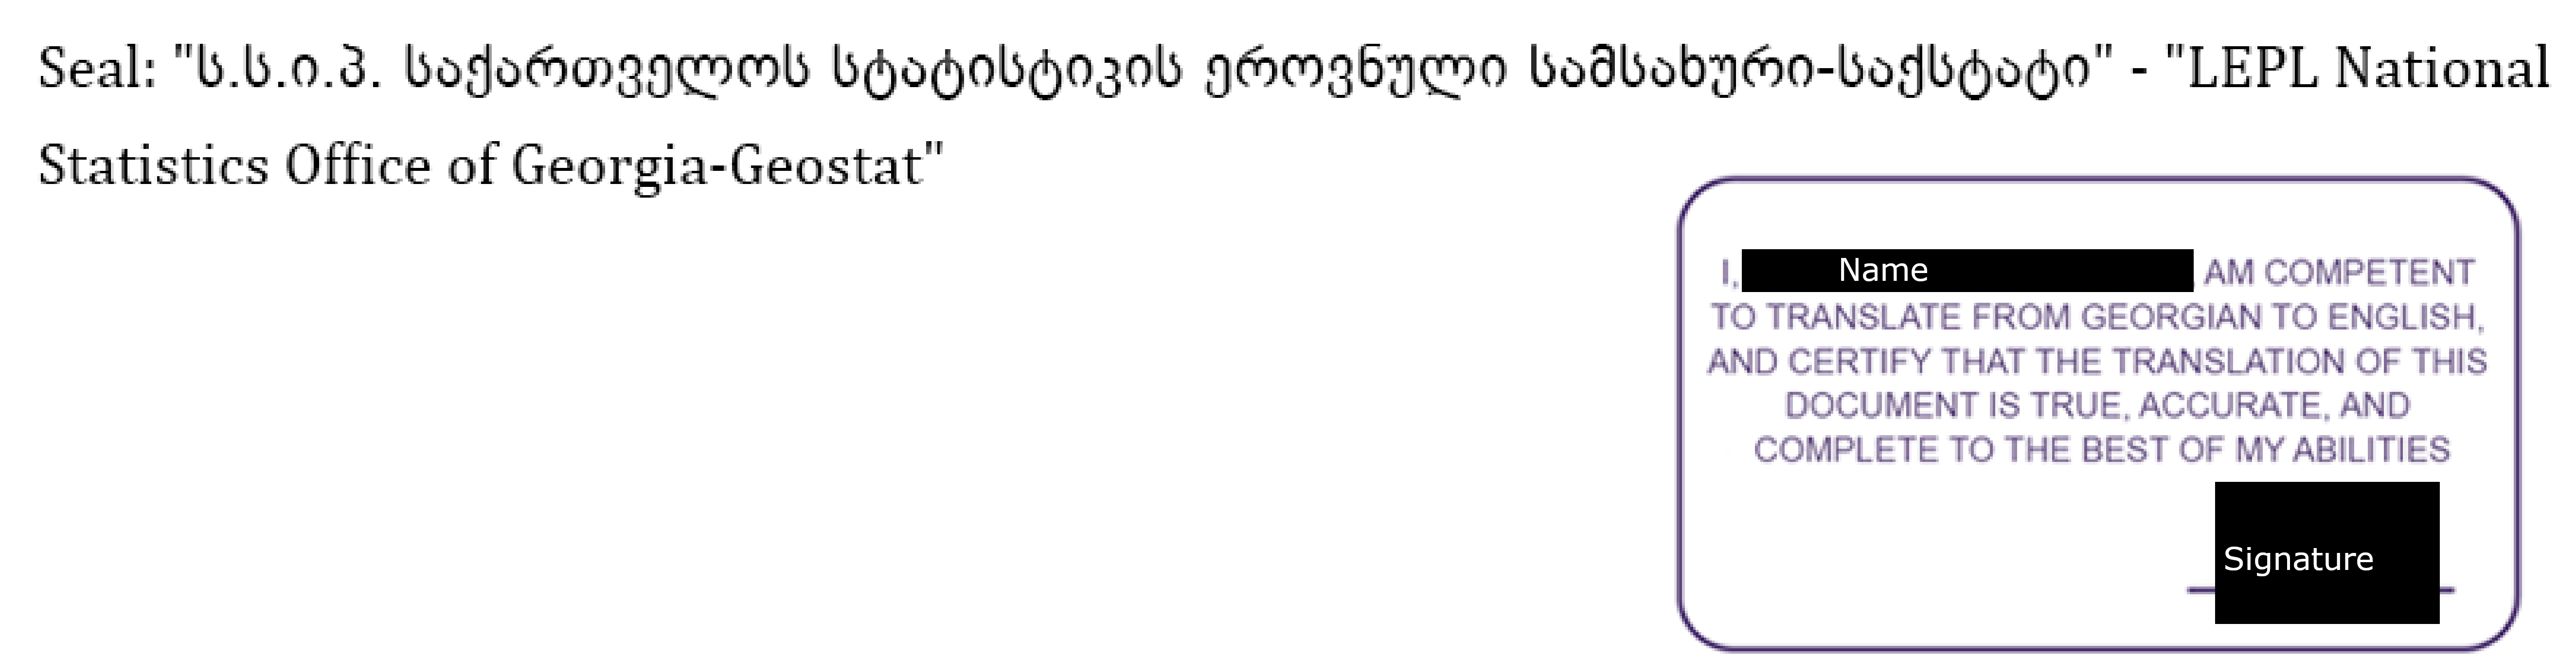 Seal: "ს.ს.ი.პ. საქართველოს სტატისტიკის ეროვნული სამსახური-საქსტატი" - "LEPL National
Statistics Office of Georgia-Geostat"
I, Name AM COMPETENT
TO TRANSLATE FROM GEORGIAN TO ENGLISH,
AND CERTIFY THAT THE TRANSLATION OF THIS
DOCUMENT IS TRUE, ACCURATE, AND
COMPLETE TO THE BEST OF MY ABILITIES
Signature